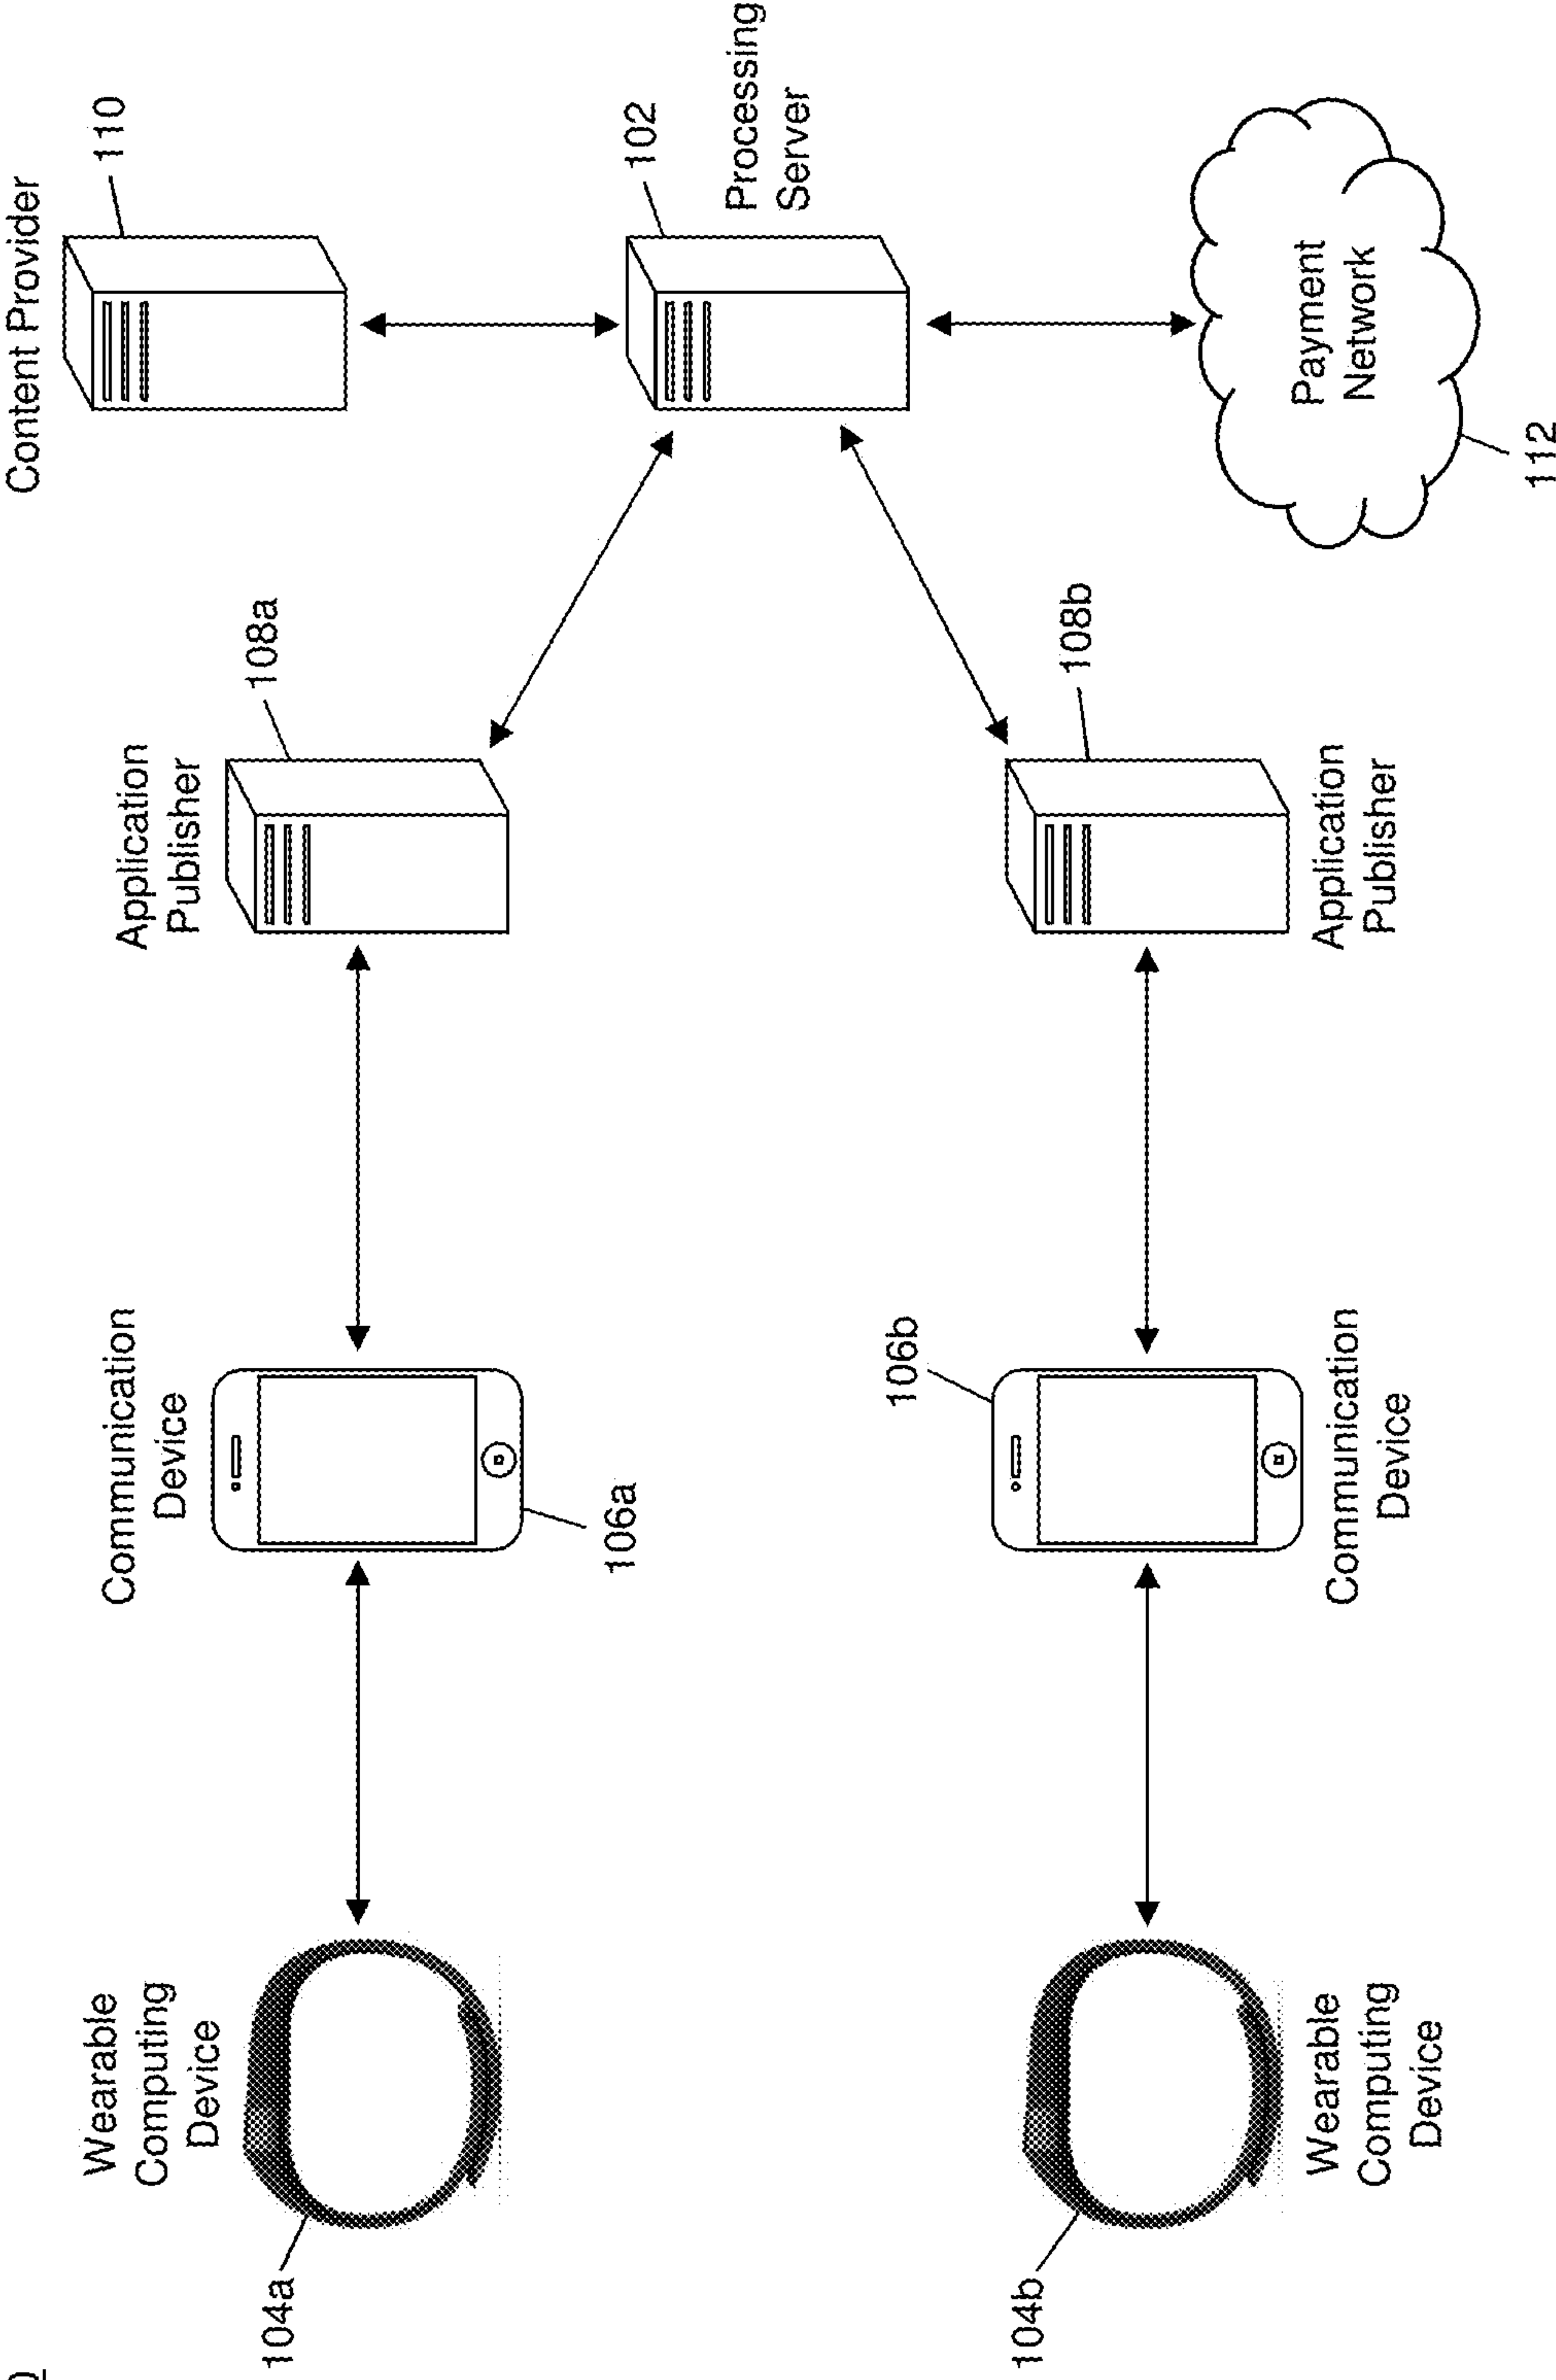 Wearable
Computing
Device
104a
Communication
Device
106a
Application
Publisher
108a
Content Provider
110
102
Processing
Server
104b
Wearable
Computing
Device
106b
Communication
Device
108b
Application
Publisher
Payment
Network
112